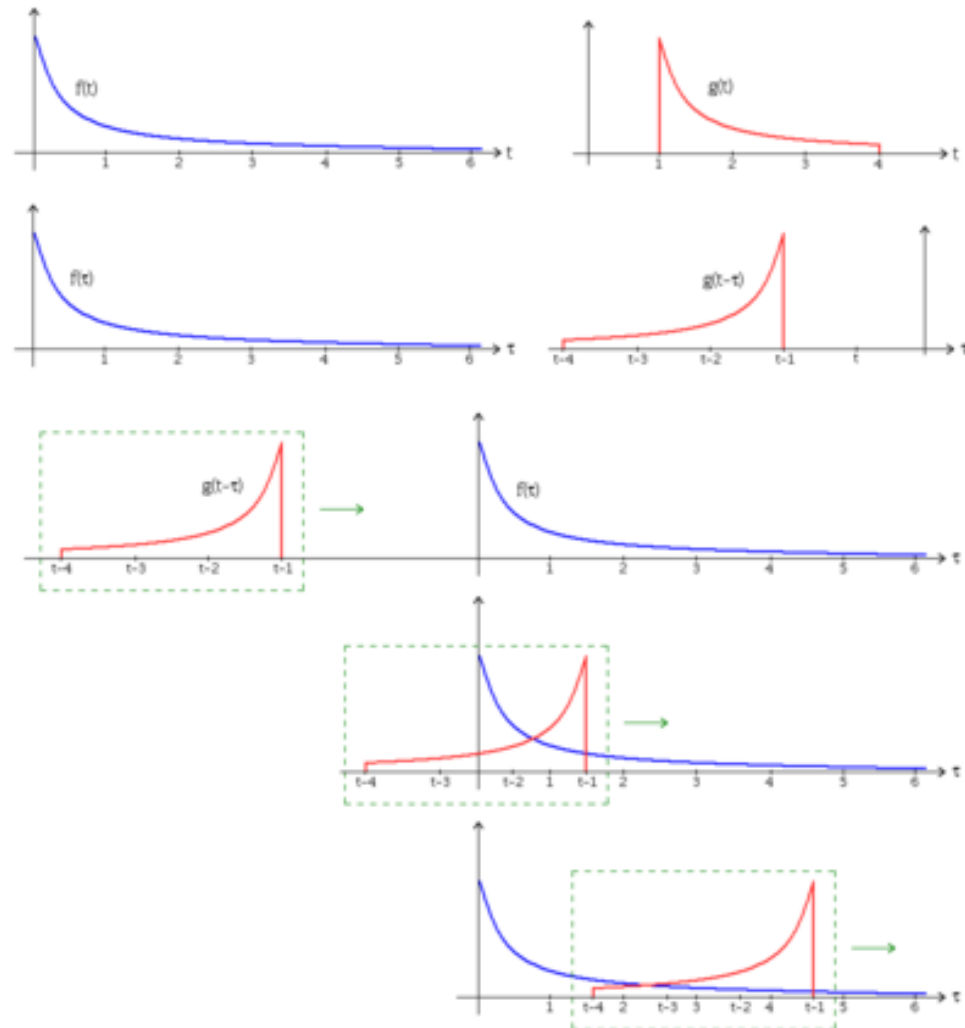 f(t)
g(t)
1 2 3 4 5 6 t
1 2 3 4 t
f(τ)
g(t-τ)
1 2 3 4 5 6 τ
t-4 t-3 t-2 t-1 t τ
g(t-τ)
f(τ)
t-4 t-3 t-2 t-1 1 2 3 4 5 6 τ
t-4 t-3 t-2 1 t-1 2 3 4 5 6 τ
1 t-4 2 t-3 3 t-2 4 t-1 5 6 τ